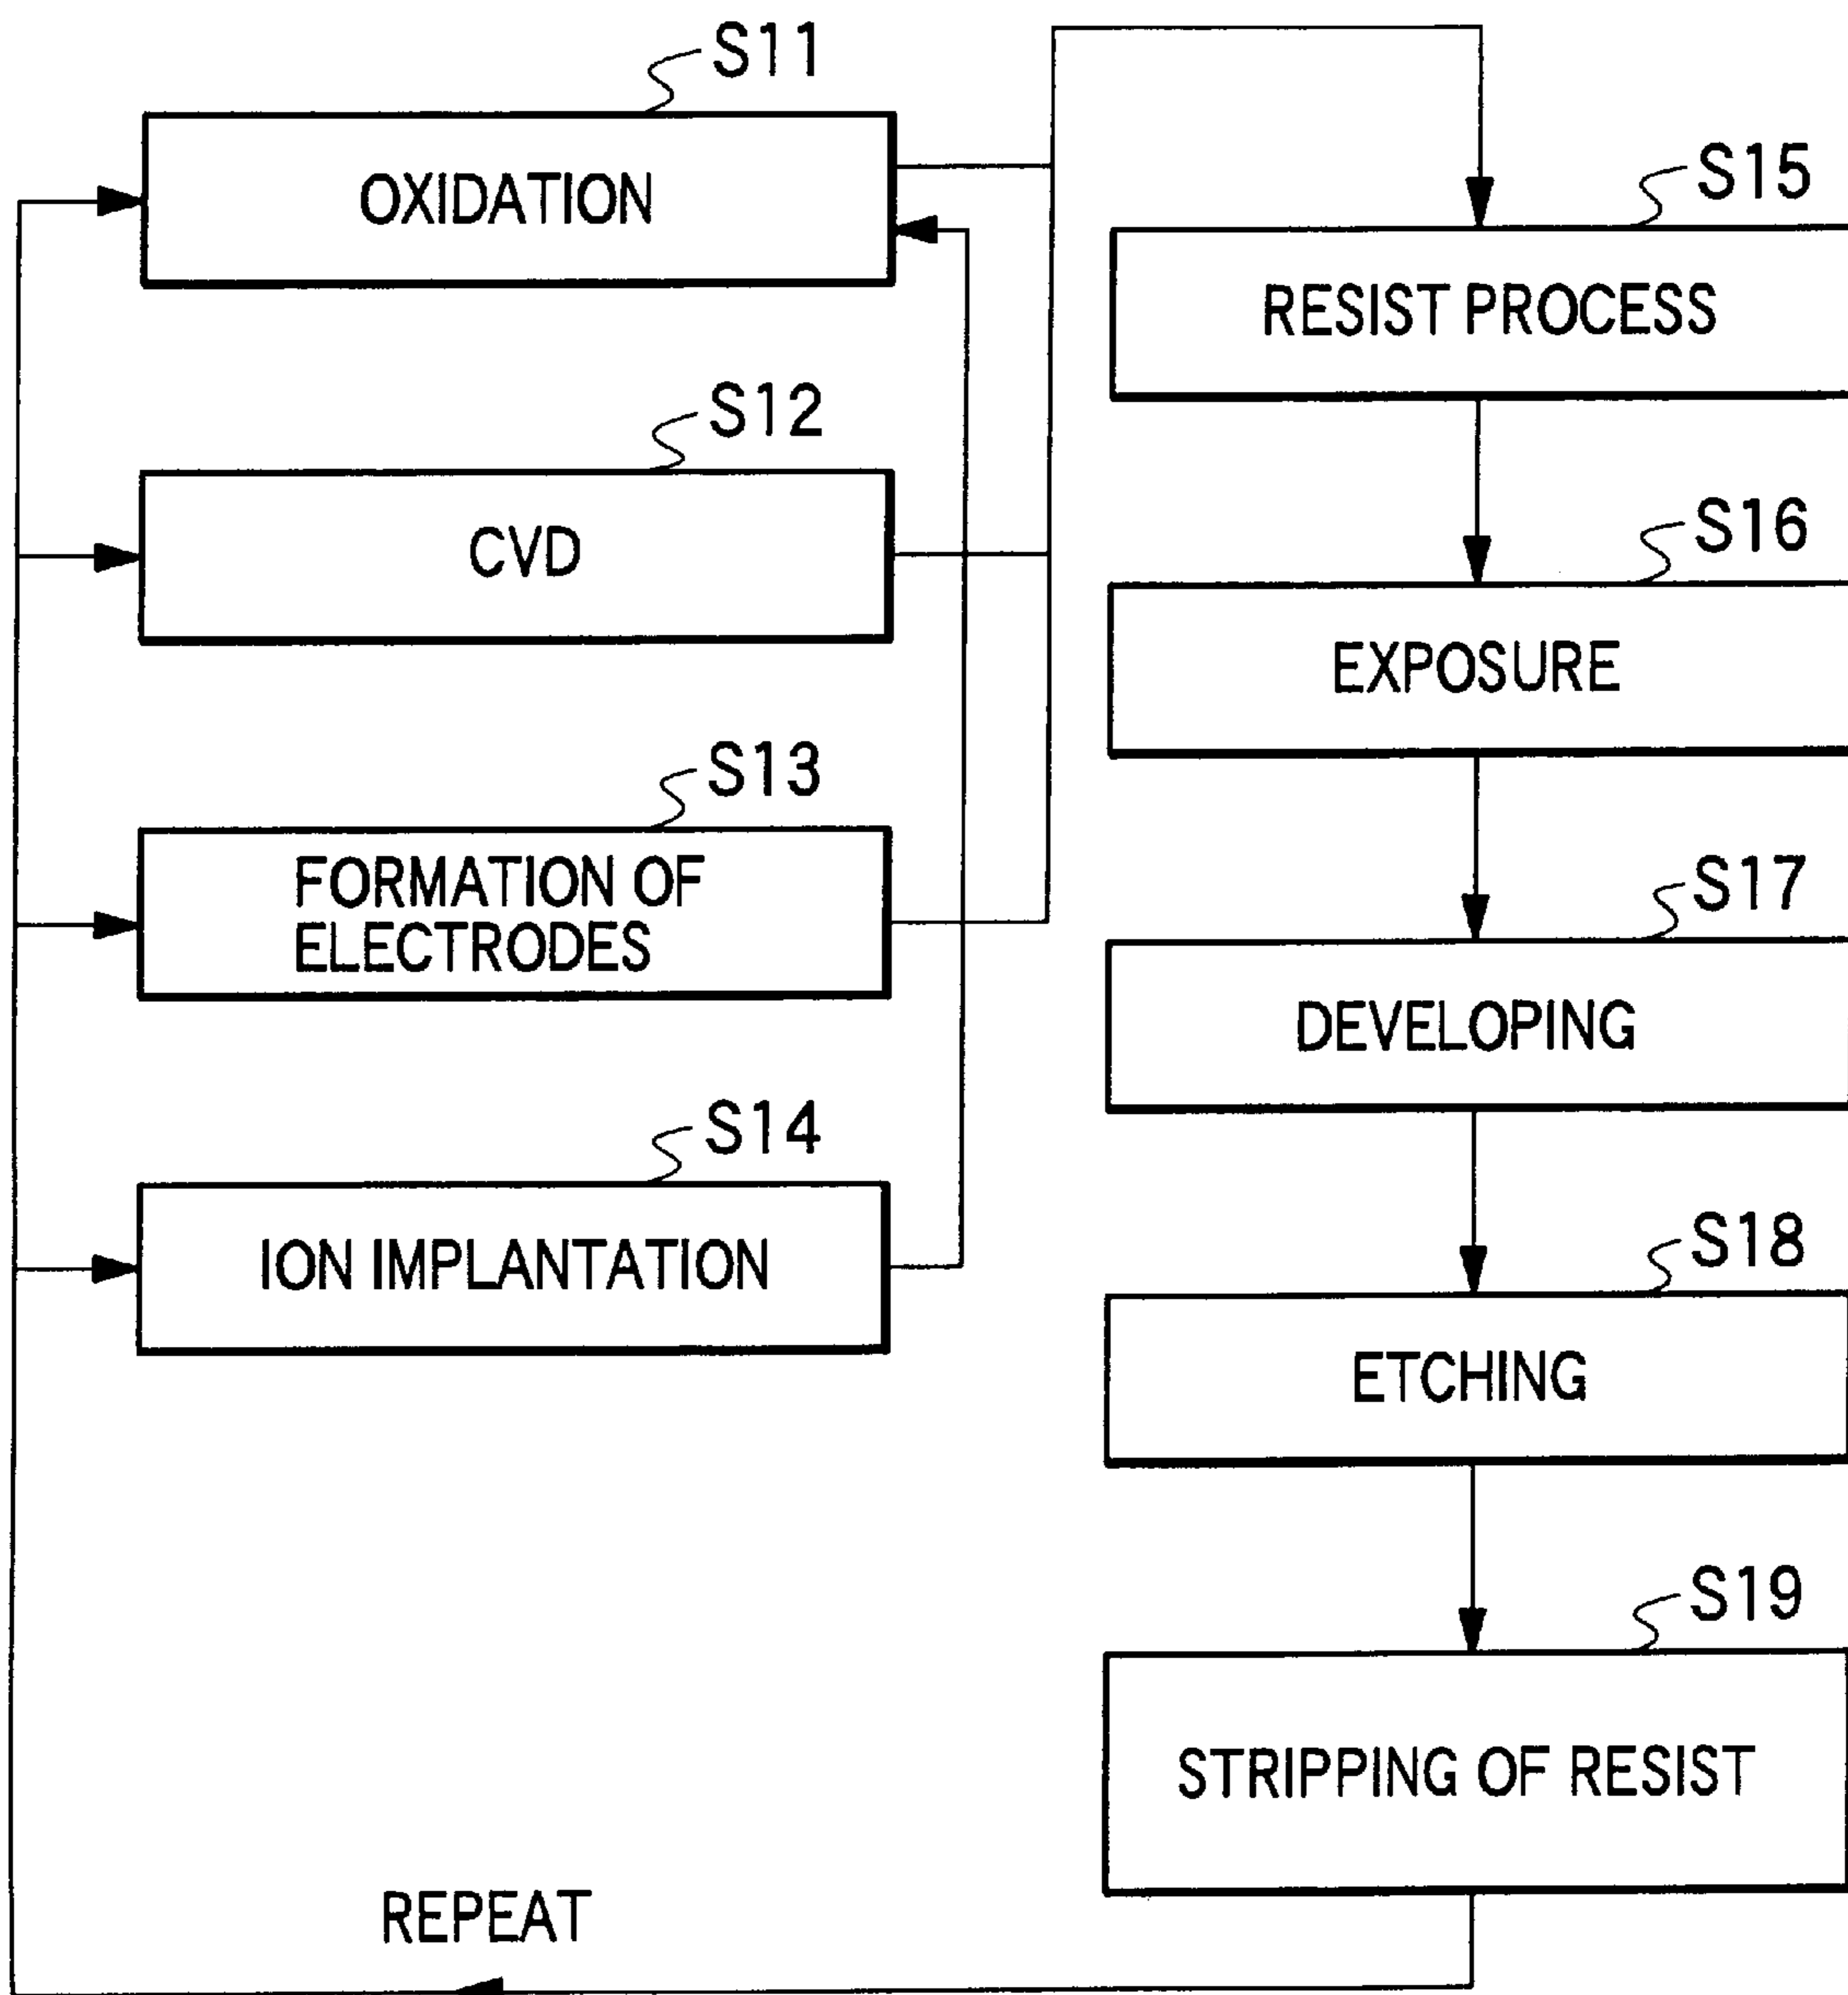 S11
OXIDATION
S12
CVD
S13
FORMATION OF
ELECTRODES
S14
ION IMPLANTATION
S15
RESIST PROCESS
S16
EXPOSURE
S17
DEVELOPING
S18
ETCHING
S19
STRIPPING OF RESIST
REPEAT